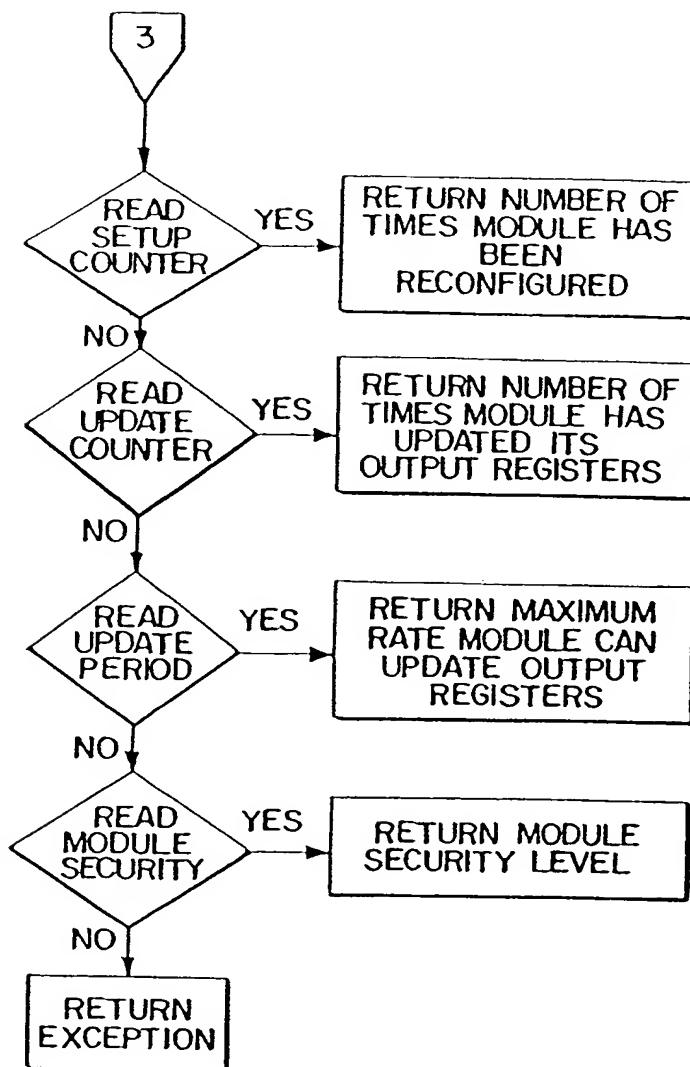 3
READ
SETUP
COUNTER
YES
RETURN NUMBER OF
TIMES MODULE HAS
BEEN
RECONFIGURED
NO
READ
UPDATE
COUNTER
YES
RETURN NUMBER OF
TIMES MODULE HAS
UPDATED ITS
OUTPUT REGISTERS
NO
READ
UPDATE
PERIOD
YES
RETURN MAXIMUM
RATE MODULE CAN
UPDATE OUTPUT
REGISTERS
NO
READ
MODULE
SECURITY
YES
RETURN MODULE
SECURITY LEVEL
NO
RETURN
EXCEPTION